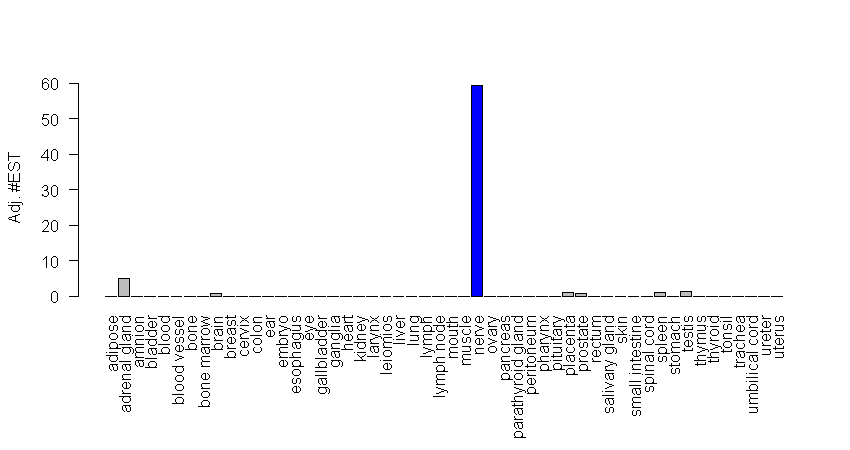 Adj. #EST
60
50
40
30
20
10
0
adipose
adrenal gland
amnion
bladder
blood
blood vessel
bone
bone marrow
brain
breast
cervix
colon
ear
embryo
esophagus
eye
gallbladder
ganglia
heart
kidney
larynx
leiomios
liver
lung
lymph
lymph node
mouth
muscle
nerve
ovary
pancreas
parathyroid gland
peritoneum
pharynx
pituitary
placenta
prostate
rectum
salivary gland
skin
small intestine
spinal cord
spleen
stomach
testis
thymus
thyroid
tonsil
trachea
umbilical cord
ureter
uterus